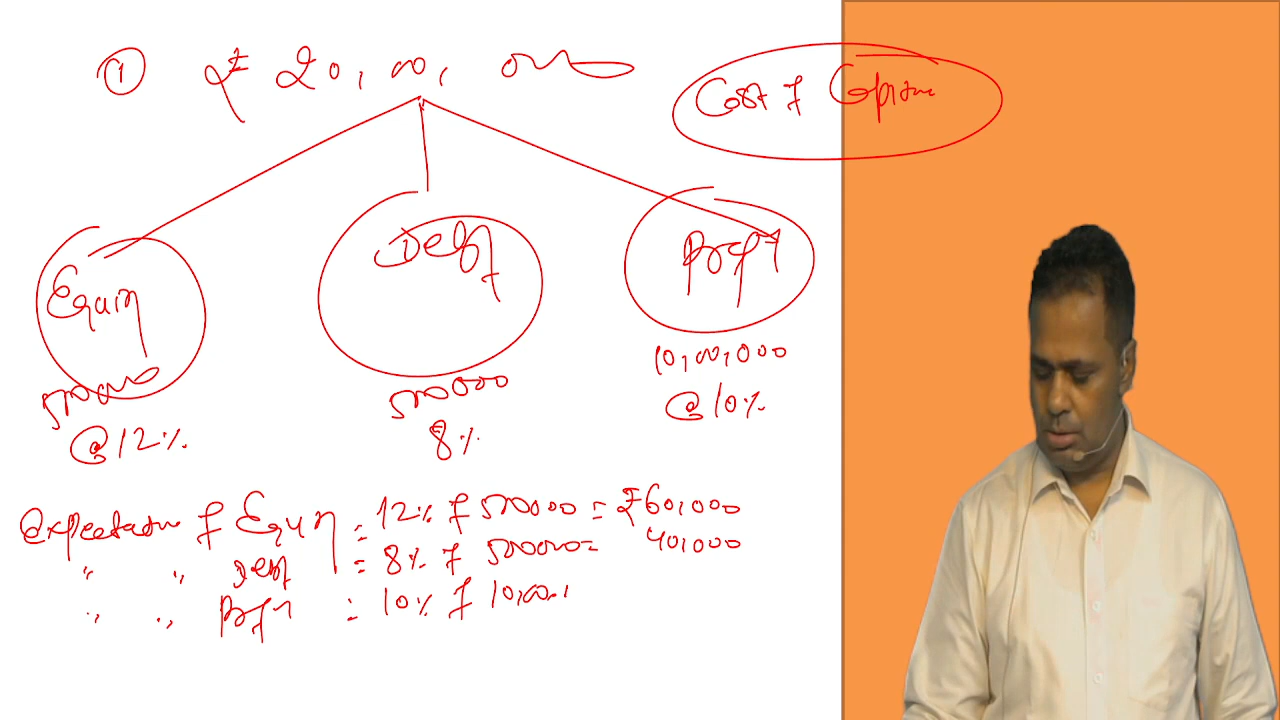 ① ₹ 20,00,000
Cost of Capital
Equity
Debt
Pref
500000
@ 12%
500000
8%
10,00,000
@ 10%
Expectation of Equity = 12% of 500000 = ₹60,000
" " Debt = 8% of 500000 = 40,000
" " Pref = 10% of 10,00,